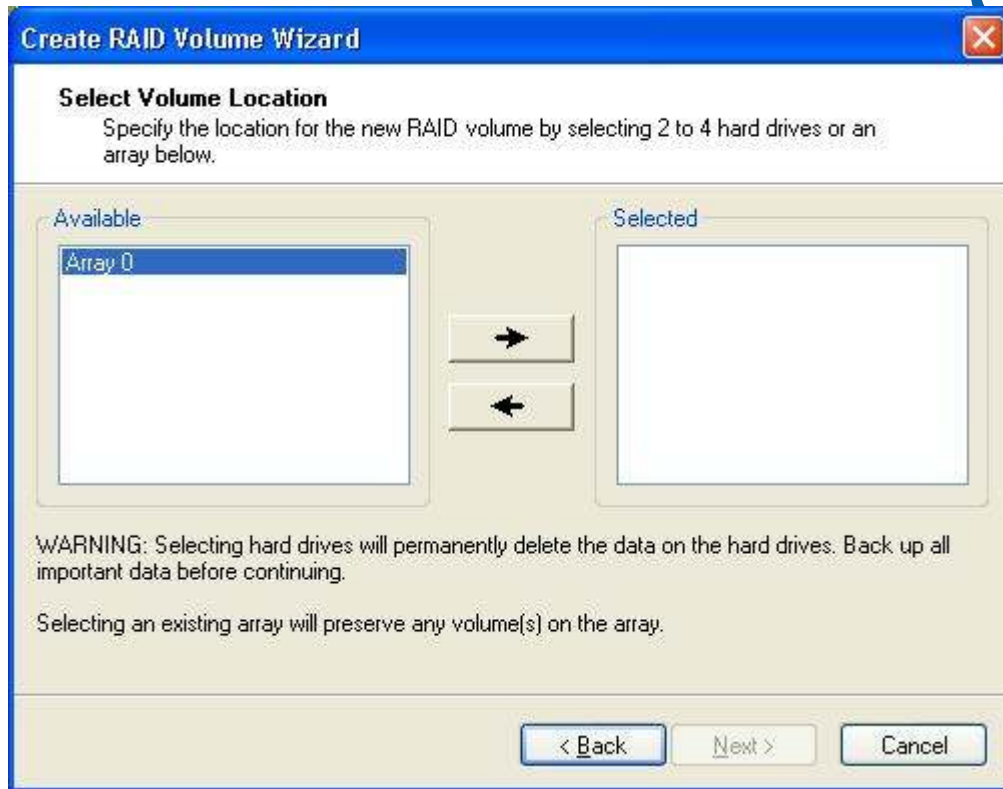 Create RAID Volume Wizard
Select Volume Location
Specify the location for the new RAID volume by selecting 2 to 4 hard drives or an
array below.
Available
Selected
Array 0
WARNING: Selecting hard drives will permanently delete the data on the hard drives. Back up all
important data before continuing.
Selecting an existing array will preserve any volume(s) on the array.
< Back
Next >
Cancel